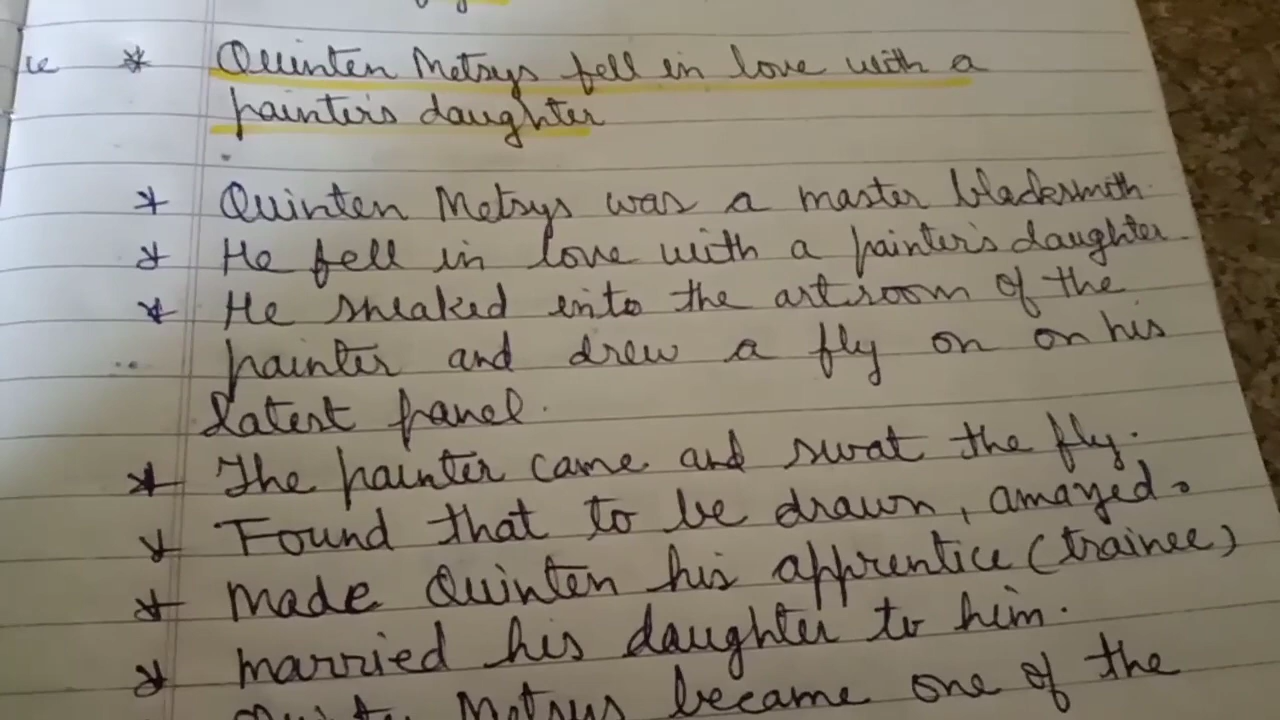 * Quinten Metsys fell in love with a
painter's daughter
* Quinten Metsys was a master blacksmith.
* He fell in love with a painter's daughter
* He sneaked into the artroom of the
painter and drew a fly on on his
latest panel.
* The painter came and swat the fly.
* Found that to be drawn, amazed.
* Made Quinten his apprentice (trainee)
* married his daughter to him.
Metsys became one of the